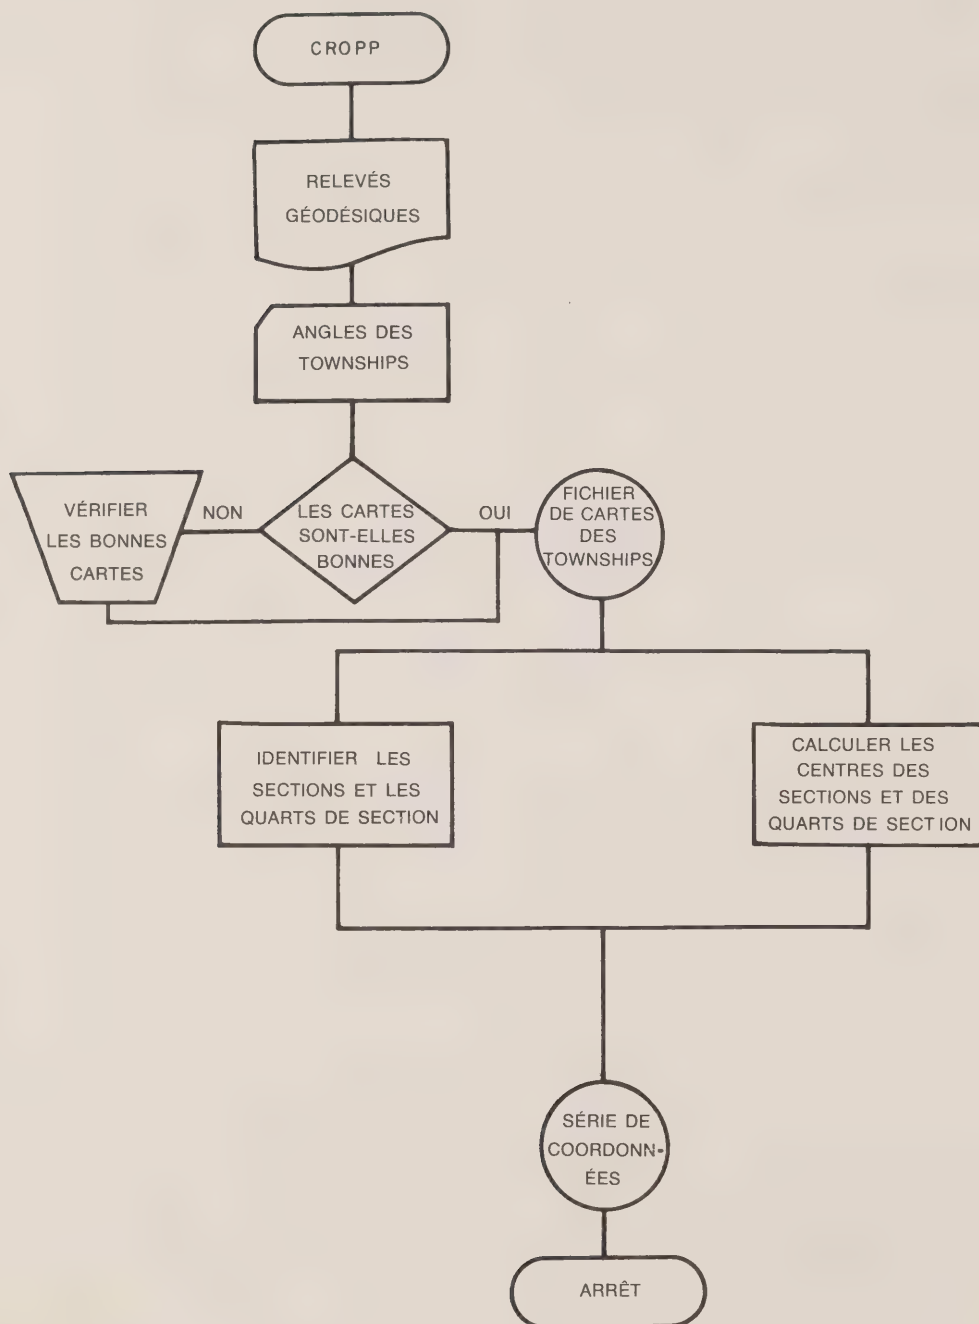 CROPP
RELEVÉS
GÉODÉSIQUES
ANGLES DES
TOWNSHIPS
VÉRIFIER
LES BONNES
CARTES
NON
LES CARTES
SONT-ELLES
BONNES
OUI
FICHIER
DE CARTES
DES
TOWNSHIPS
IDENTIFIER LES
SECTIONS ET LES
QUARTS DE SECTION
CALCULER LES
CENTRES DES
SECTIONS ET DES
QUARTS DE SECTION
SÉRIE DE
COORDONN-
ÉES
ARRÊT